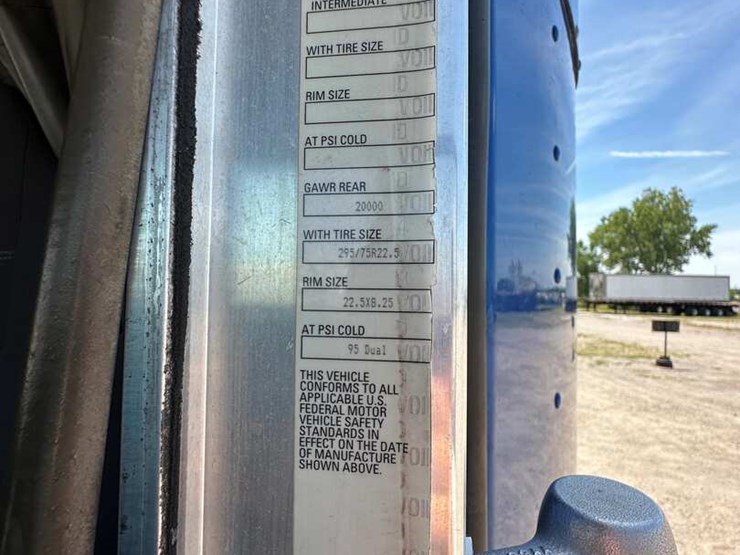 INTERMEDIATE
WITH TIRE SIZE
RIM SIZE
AT PSI COLD
GAWR REAR
20000
WITH TIRE SIZE
295/75R22.5
RIM SIZE
22.5X8.25
AT PSI COLD
95 Dual
THIS VEHICLE
CONFORMS TO ALL
APPLICABLE U.S.
FEDERAL MOTOR
VEHICLE SAFETY
STANDARDS IN
EFFECT ON THE DATE
OF MANUFACTURE
SHOWN ABOVE.